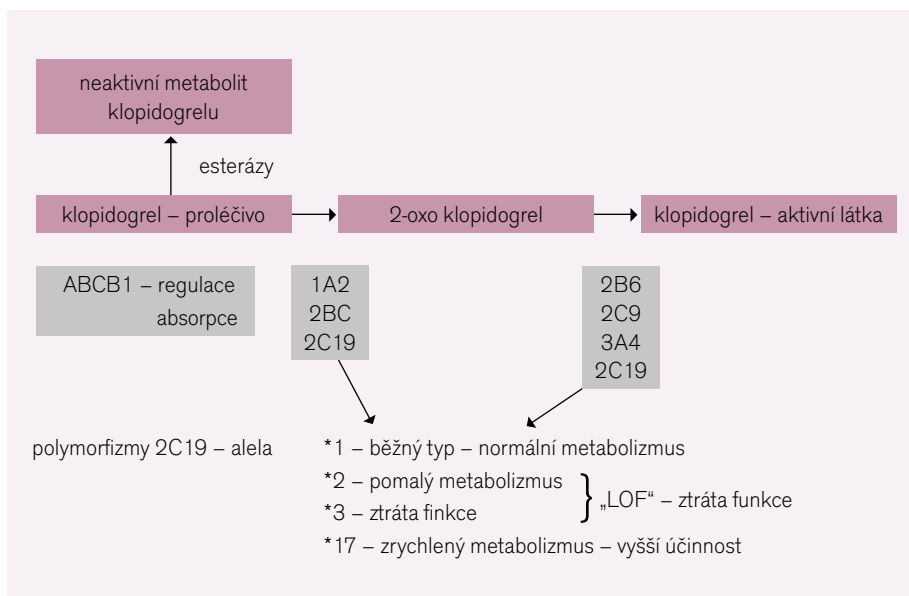 neaktivní metabolit
klopidogrelu
esterázy
klopidogrel – proléčivo
2-oxo klopidogrel
klopidogrel – aktivní látka
ABCB1 – regulace
absorpce
1A2
2BC
2C19
2B6
2C9
3A4
2C19
polymorfizmy 2C19 – alela
*1 – běžný typ – normální metabolizmus
*2 – pomalý metabolizmus
*3 – ztráta finkce
„LOF“ – ztráta funkce
*17 – zrychlený metabolizmus – vyšší účinnost